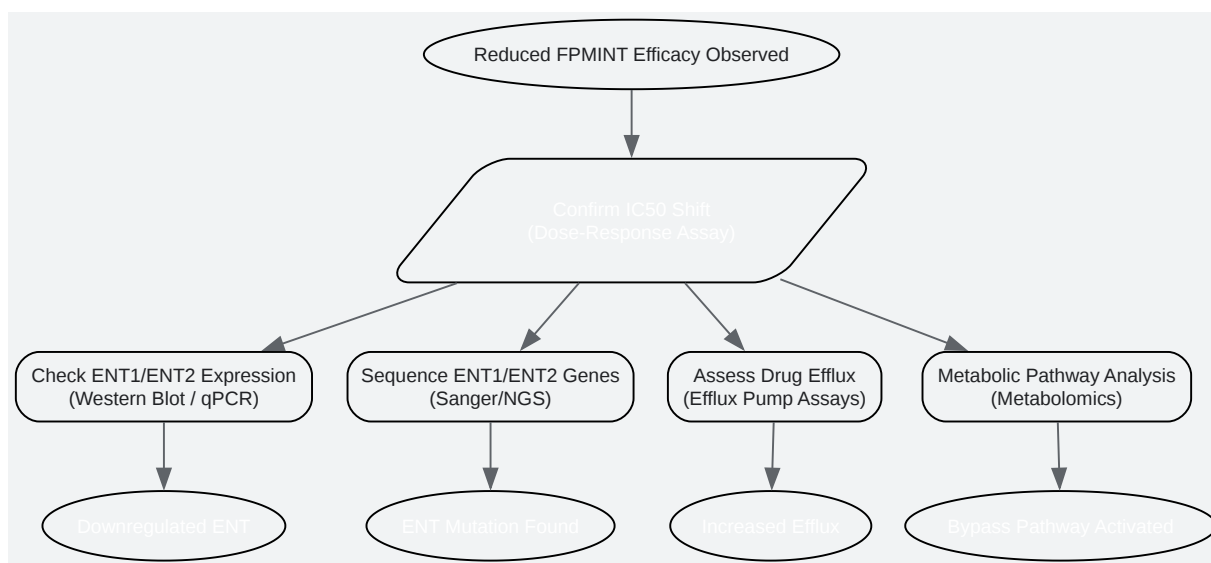 Reduced FPMINT Efficacy Observed
Confirm IC50 Shift
(Dose-Response Assay)
Check ENT1/ENT2 Expression
(Western Blot / qPCR)
Sequence ENT1/ENT2 Genes
(Sanger/NGS)
Assess Drug Efflux
(Efflux Pump Assays)
Metabolic Pathway Analysis
(Metabolomics)
Downregulated ENT
ENT Mutation Found
Increased Efflux
Bypass Pathway Activated